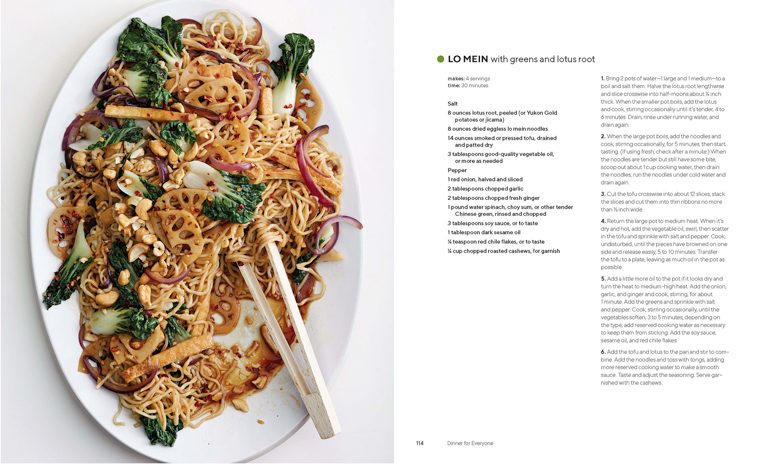 LO MEIN with greens and lotus root
makes: 4 servings
time: 30 minutes
Salt
8 ounces lotus root, peeled (or Yukon Gold
potatoes or jicama)
8 ounces dried eggless lo main noodles
14 ounces smoked or pressed tofu, drained
and patted dry
3 tablespoons good-quality vegetable oil,
or more as needed
Pepper
1 red onion, halved and sliced
2 tablespoons chopped garlic
2 tablespoons chopped fresh ginger
1 pound water spinach, choy sum, or other tender
Chinese green, rinsed and chopped
3 tablespoons soy sauce, or to taste
1 tablespoon dark sesame oil
¼ teaspoon red chile flakes, or to taste
¼ cup chopped roasted cashews, for garnish
1. Bring 2 pots of water—1 large and 1 medium—to a
boil and salt them. Halve the lotus root lengthwise
and slice crosswise into half-moons about ¼ inch
thick. When the smaller pot boils, add the lotus
and cook, stirring occasionally until it's tender, 4 to
6 minutes. Drain, rinse under running water, and
drain again.
2. When the large pot boils, add the noodles and
cook, stirring occasionally, for 5 minutes, then start
tasting. (If using fresh, check after a minute.) When
the noodles are tender but still have some bite,
scoop out about 1 cup cooking water, then drain
the noodles, run the noodles under cold water and
drain again.
3. Cut the tofu crosswise into about 12 slices, stack
the slices and cut them into thin ribbons no more
than ¼ inch wide.
4. Return the large pot to medium heat. When it's
dry and hot, add the vegetable oil, swirl, then scatter
in the tofu and sprinkle with salt and pepper. Cook,
undisturbed, until the pieces have browned on one
side and release easily, 5 to 10 minutes. Transfer
the tofu to a plate, leaving as much oil in the pot as
possible.
5. Add a little more oil to the pot if it looks dry and
turn the heat to medium-high heat. Add the onion,
garlic, and ginger and cook, stirring, for about
1 minute. Add the greens and sprinkle with salt
and pepper. Cook, stirring occasionally, until the
vegetables soften, 3 to 5 minutes, depending on
the type; add reserved cooking water as necessary
to keep them from sticking. Add the soy sauce,
sesame oil, and red chile flakes.
6. Add the tofu and lotus to the pan and stir to com-
bine. Add the noodles and toss with tongs, adding
more reserved cooking water to make a smooth
sauce. Taste and adjust the seasoning. Serve gar-
nished with the cashews.
114 Dinner for Everyone